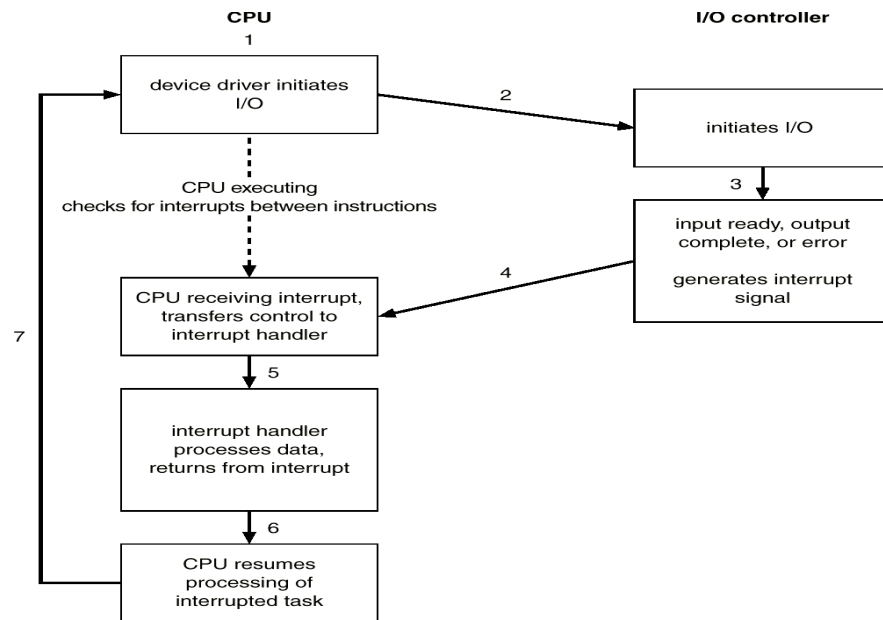 CPU
I/O controller
1
device driver initiates
I/O
2
initiates I/O
CPU executing
checks for interrupts between instructions
3
input ready, output
complete, or error
generates interrupt
signal
4
CPU receiving interrupt,
transfers control to
interrupt handler
7
5
interrupt handler
processes data,
returns from interrupt
6
CPU resumes
processing of
interrupted task